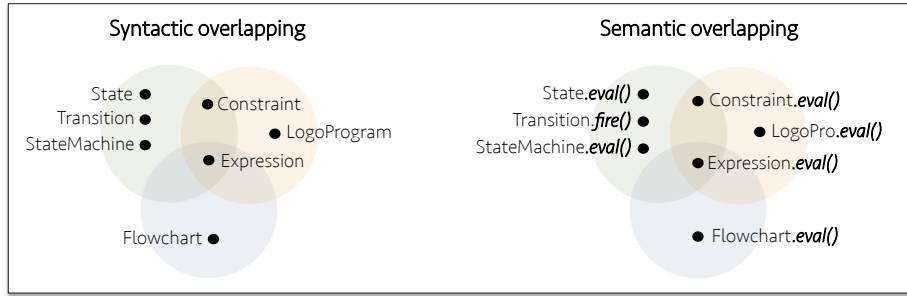 Syntactic overlapping
State
Transition
StateMachine
Constraint
LogoProgram
Expression
Flowchart
Semantic overlapping
State.eval()
Transition.fire()
StateMachine.eval()
Constraint.eval()
LogoPro.eval()
Expression.eval()
Flowchart.eval()